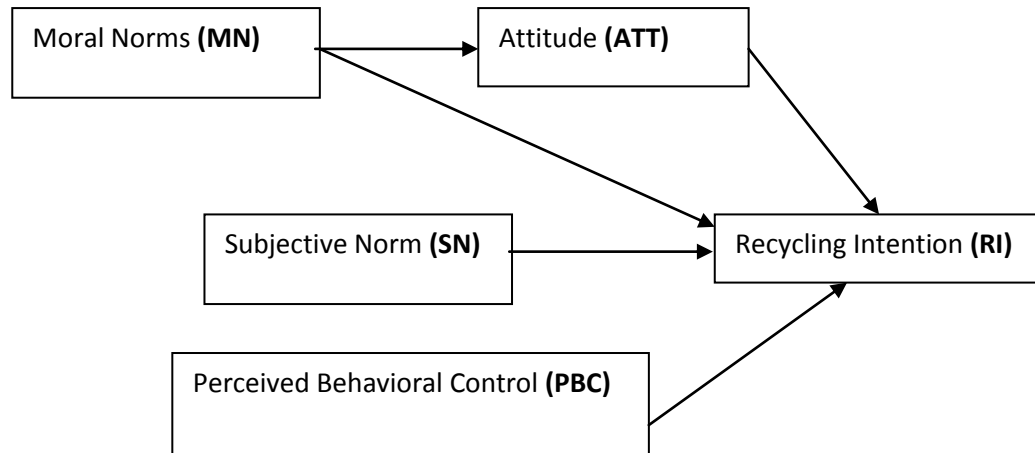 Moral Norms (MN)
Attitude (ATT)
Subjective Norm (SN)
Recycling Intention (RI)
Perceived Behavioral Control (PBC)